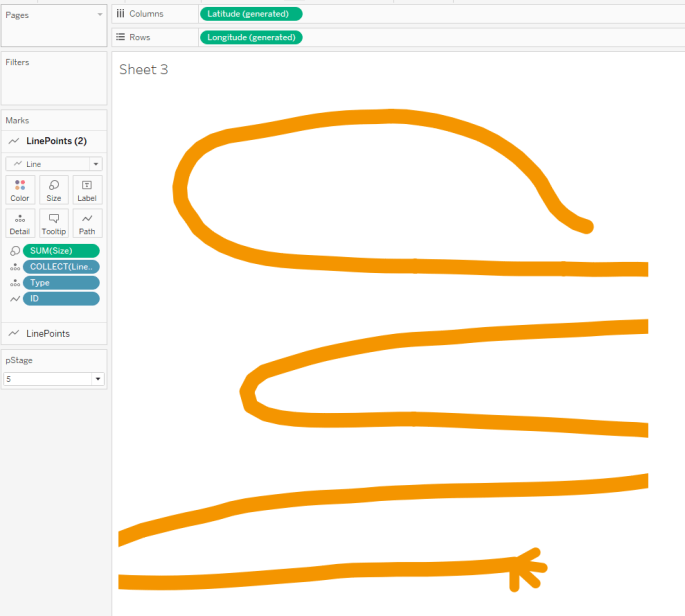 Pages
Columns
Latitude (generated)
Rows
Longitude (generated)
Filters
Marks
LinePoints (2)
Line
Color
Size
Label
Detail
Tooltip
Path
SUM(Size)
COLLECT(Line..
Type
ID
LinePoints
pStage
5
Sheet 3